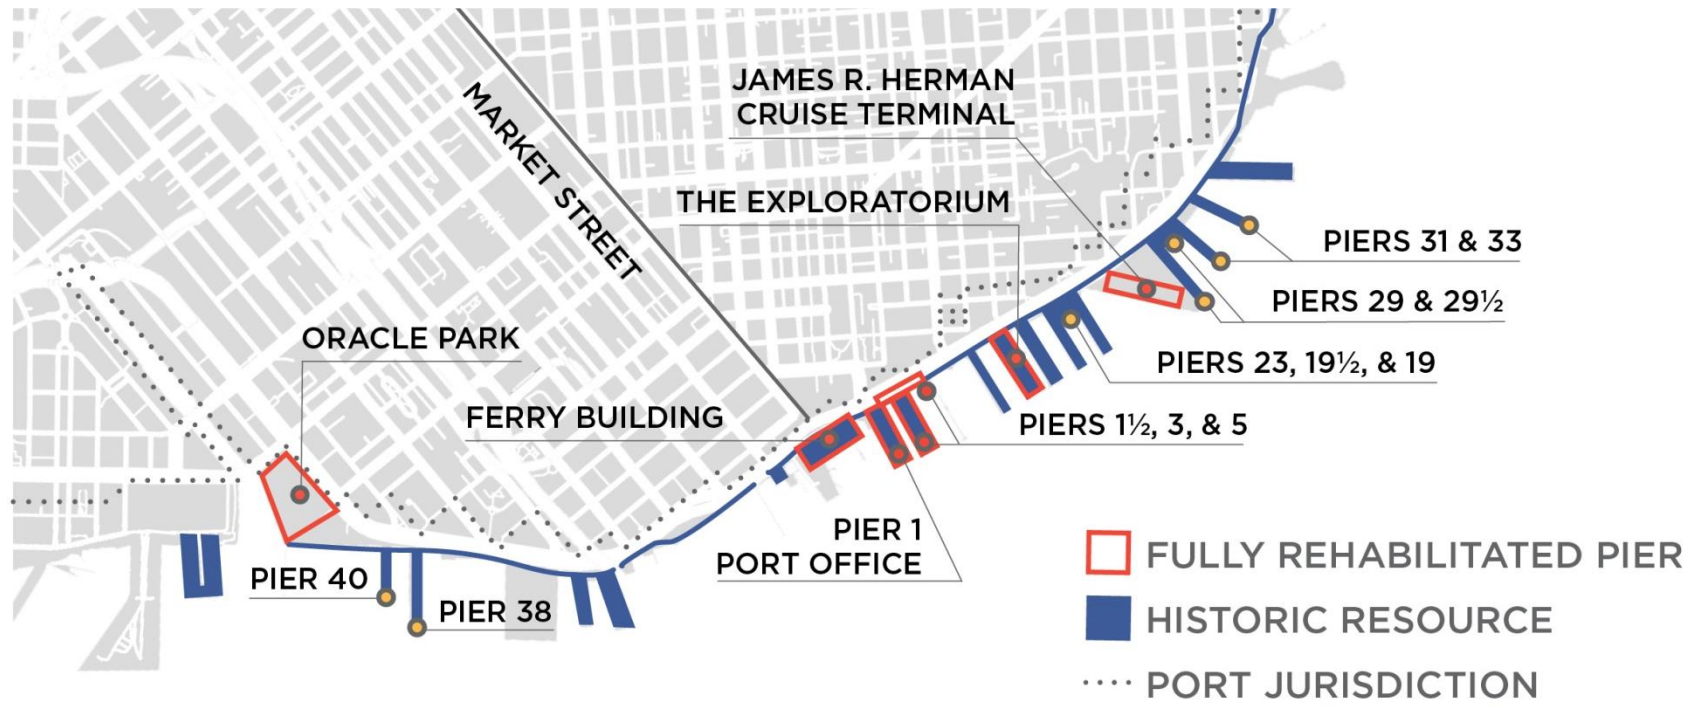 JAMES R. HERMAN
CRUISE TERMINAL
MARKET STREET
THE EXPLORATORIUM
PIERS 31 & 33
PIERS 29 & 29½
ORACLE PARK
PIERS 23, 19½, & 19
FERRY BUILDING
PIERS 1½, 3, & 5
PIER 1
PORT OFFICE
PIER 40
PIER 38
FULLY REHABILITATED PIER
HISTORIC RESOURCE
PORT JURISDICTION